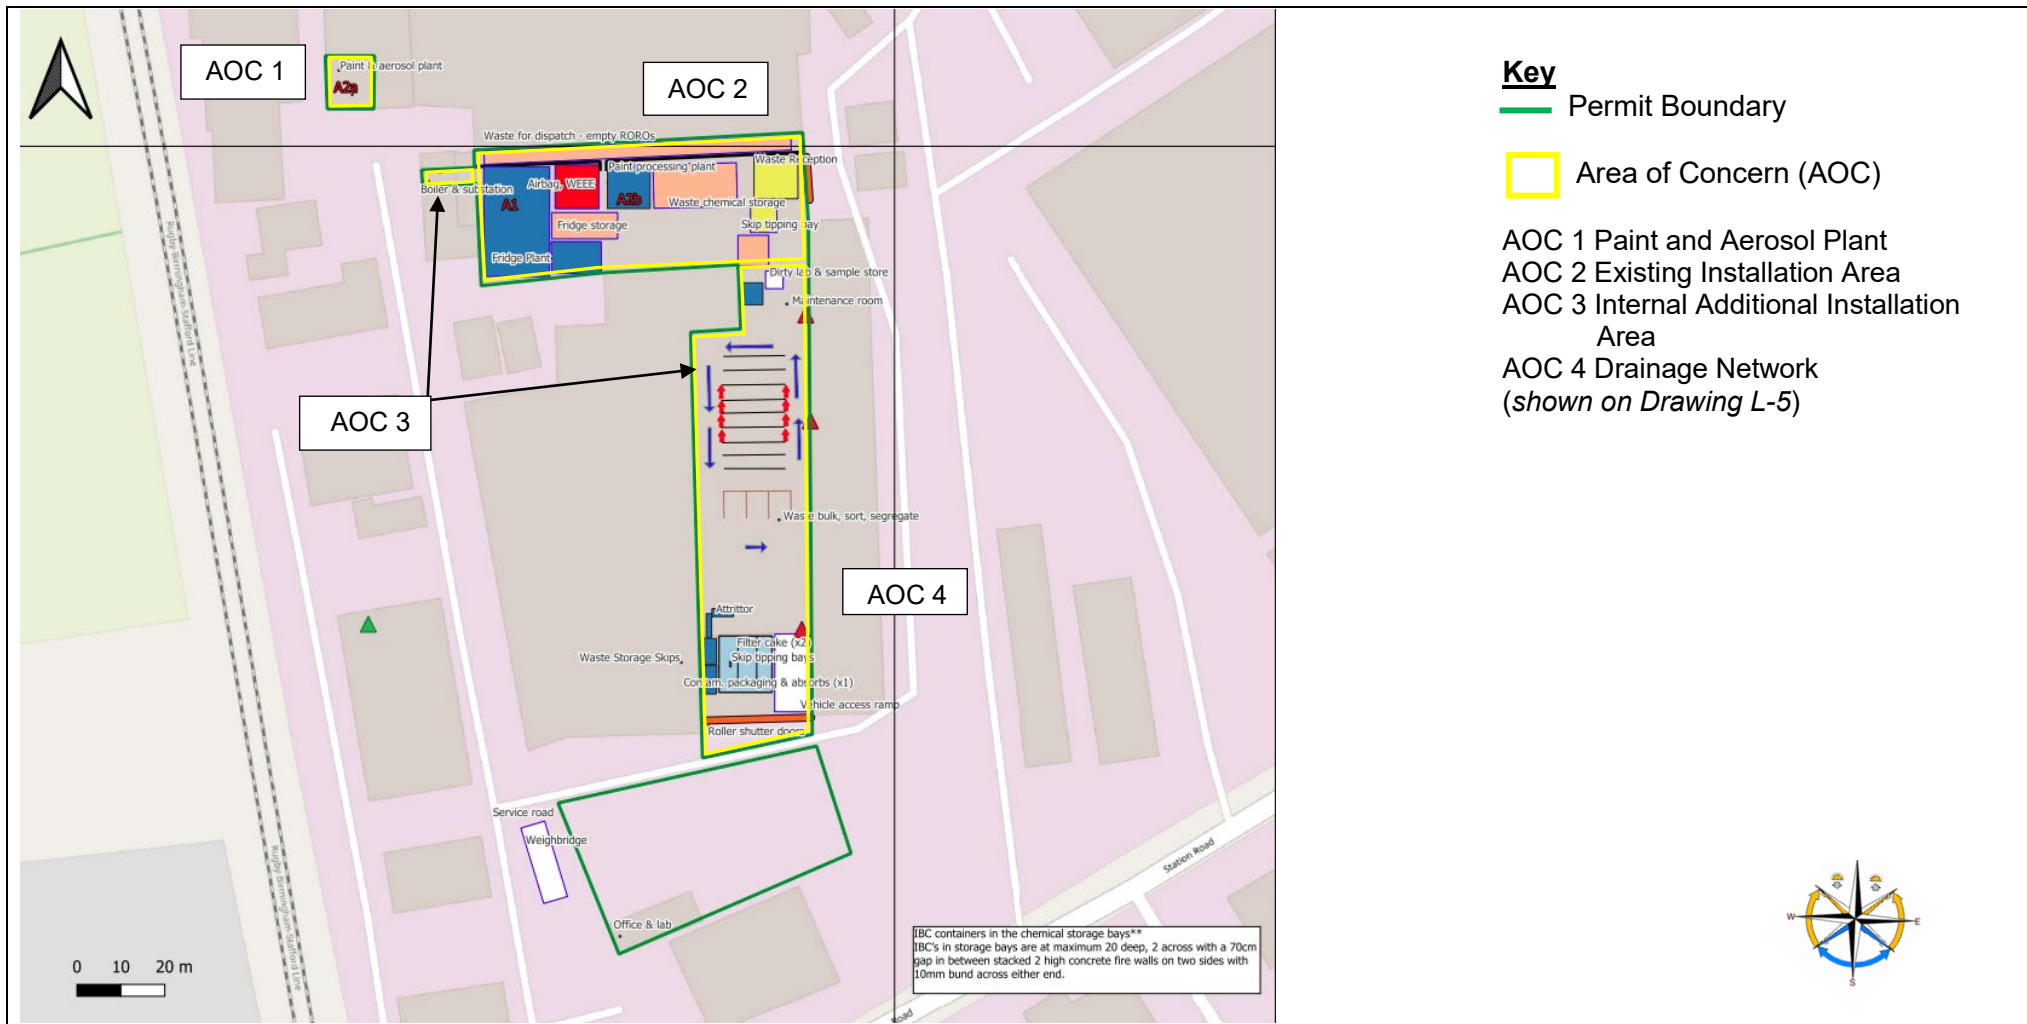 AOC 1
Paint & aerosol plant
A2a
AOC 2
Waste for dispatch - empty ROROs
Paint processing plant
Waste Reception
Boiler & substation
Airbag, WEEE
A1
A2b
Waste chemical storage
Fridge storage
Skip tipping bay
Fridge Plant
Dirty lab & sample store
Maintenance room
Rugby-Birmingham-Stafford Line
AOC 3
Waste bulk, sort, segregate
AOC 4
Attrittor
Filter cake (x2)
Waste Storage Skips
Skip tipping bays
Contam. packaging & absorbs (x1)
Vehicle access ramp
Roller shutter doors
Service road
Weighbridge
Rugby-Birmingham-Stafford Line
Station Road
Office & lab
Road
0 10 20 m
IBC containers in the chemical storage bays**
IBC's in storage bays are at maximum 20 deep, 2 across with a 70cm
gap in between stacked 2 high concrete fire walls on two sides with
10mm bund across either end.
Key
Permit Boundary
Area of Concern (AOC)
AOC 1 Paint and Aerosol Plant
AOC 2 Existing Installation Area
AOC 3 Internal Additional Installation
Area
AOC 4 Drainage Network
(shown on Drawing L-5)
W
E
S